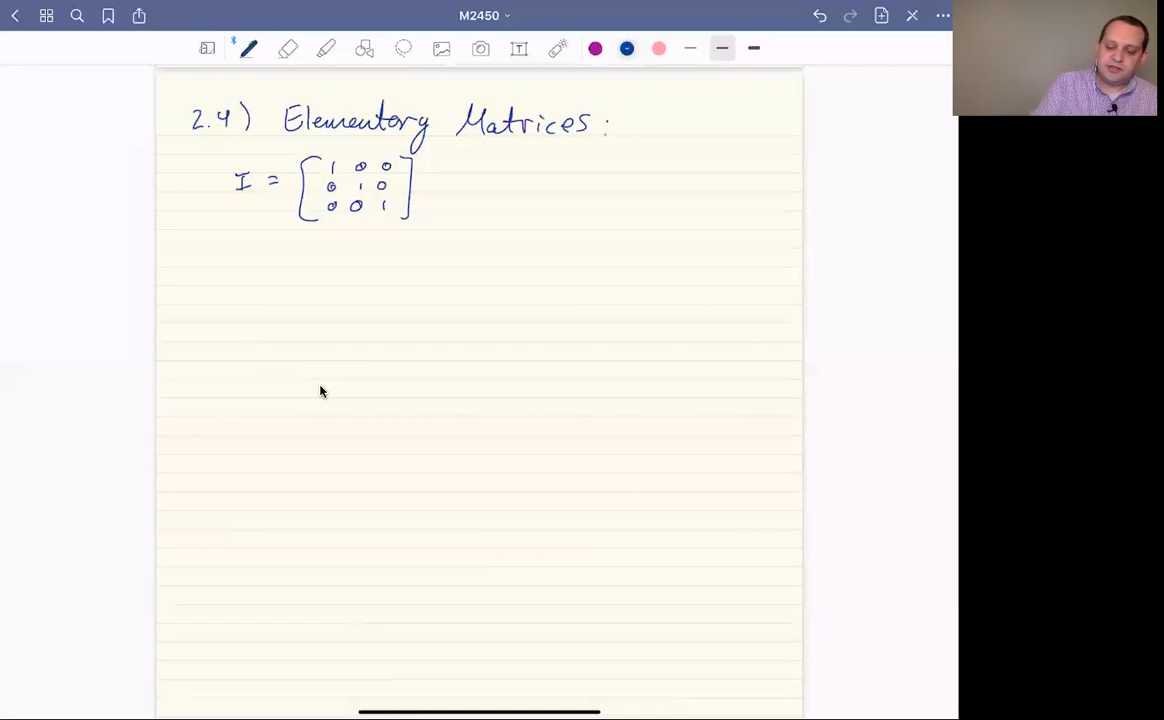 M2450
2.4) Elementary Matrices:
I = [ 1 0 0
0 1 0
0 0 1 ]